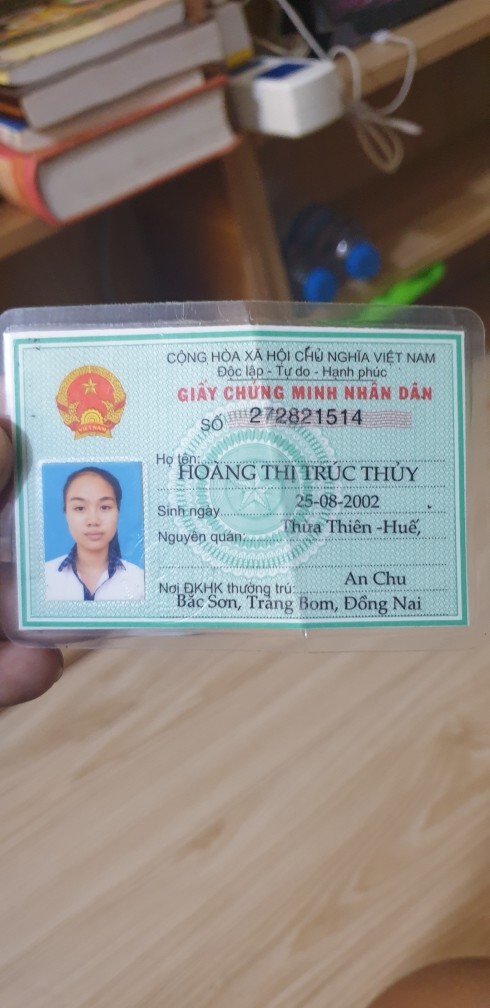 CỘNG HÒA XÃ HỘI CHỦ NGHĨA VIỆT NAM
Độc lập - Tự do - Hạnh phúc
GIẤY CHỨNG MINH NHÂN DÂN
SỐ 272821514
Họ tên: HOÀNG THỊ TRÚC THỦY
Sinh ngày 25-08-2002
Nguyên quán: Thừa Thiên -Huế,
Nơi ĐKHK thường trú: An Chu
Bắc Sơn, Trảng Bom, Đồng Nai